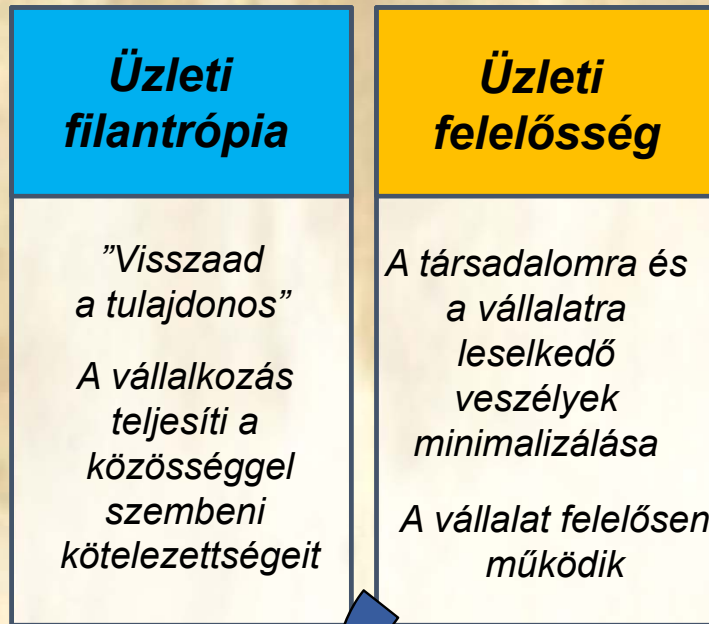 Üzleti
filantrópia
”Visszaad
a tulajdonos”
A vállalkozás
teljesíti a
közösséggel
szembeni
kötelezettségeit
Üzleti
felelősség
A társadalomra és
a vállalatra
leselkedő
veszélyek
minimalizálása
A vállalat felelősen
működik